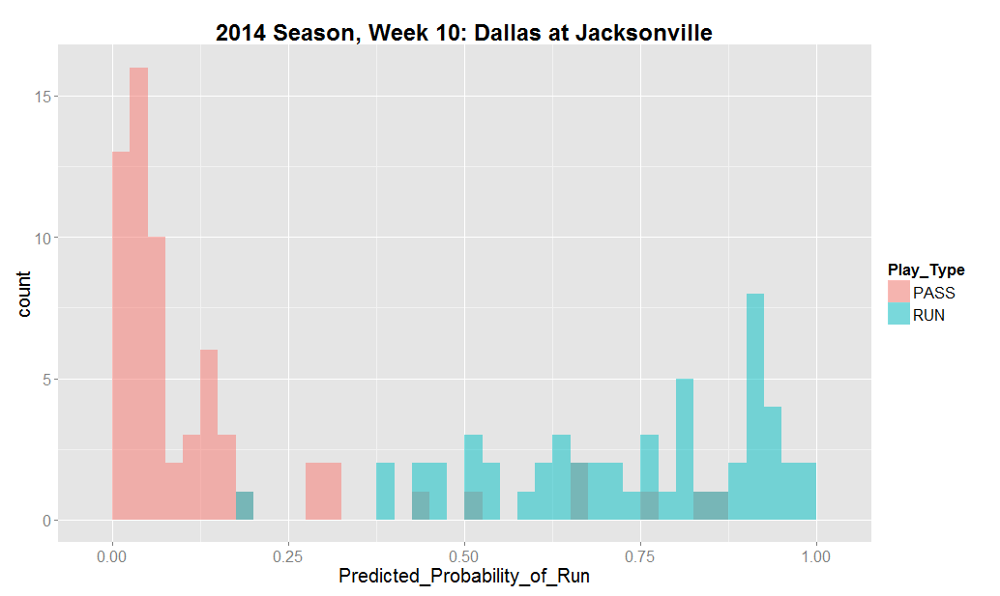 2014 Season, Week 10: Dallas at Jacksonville
15
10
5
0
count
0.00 0.25 0.50 0.75 1.00
Predicted_Probability_of_Run
Play_Type
PASS
RUN